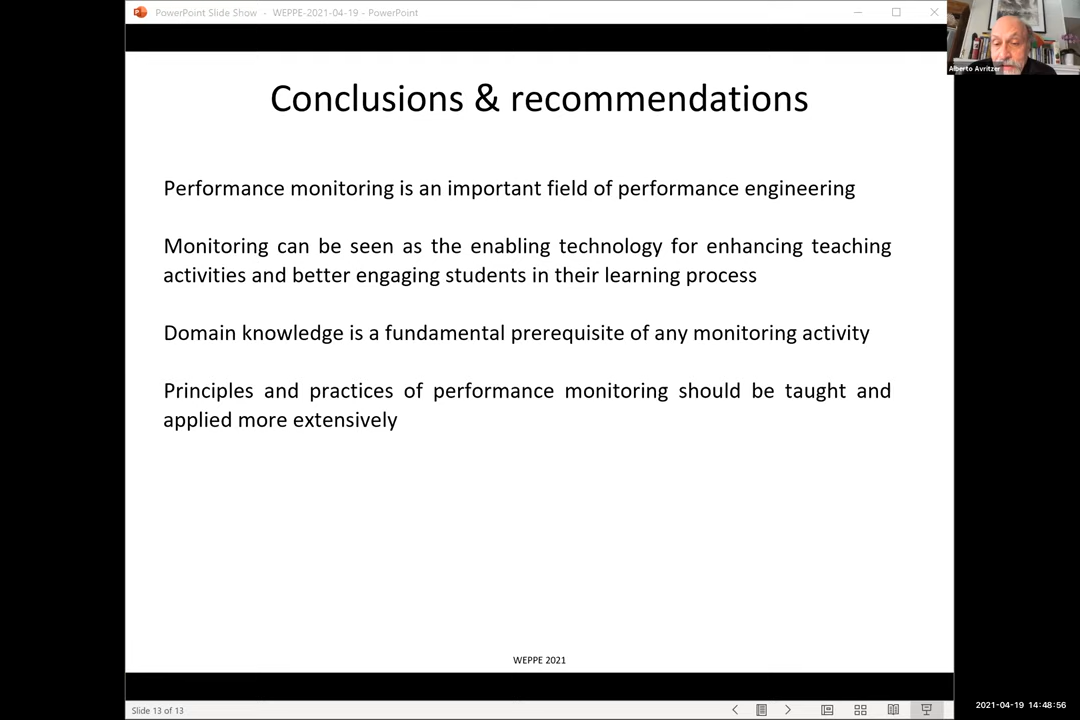 PowerPoint Slide Show - WEPPE-2021-04-19 - PowerPoint
Alberto Avritzer
Conclusions & recommendations
Performance monitoring is an important field of performance engineering
Monitoring can be seen as the enabling technology for enhancing teaching
activities and better engaging students in their learning process
Domain knowledge is a fundamental prerequisite of any monitoring activity
Principles and practices of performance monitoring should be taught and
applied more extensively
WEPPE 2021
Slide 13 of 13
2021-04-19 14:48:56